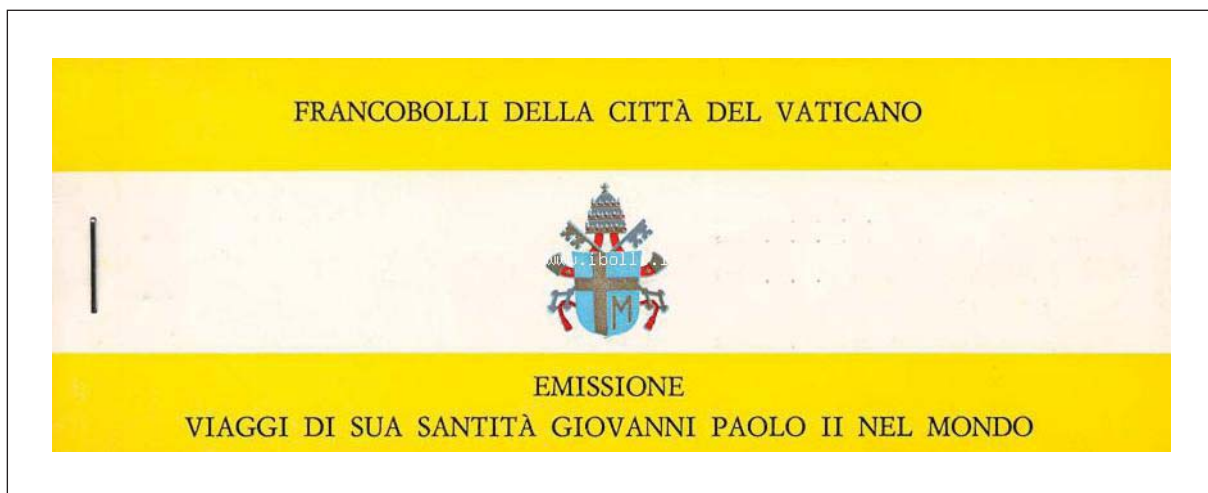 FRANCOBOLLI DELLA CITTÀ DEL VATICANO
M
EMISSIONE
VIAGGI DI SUA SANTITÀ GIOVANNI PAOLO II NEL MONDO